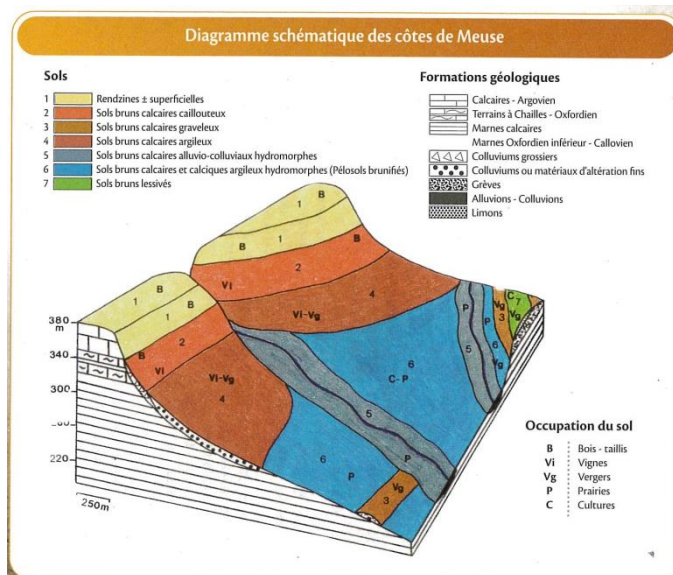 Diagramme schématique des côtes de Meuse
Sols
1 Rendzines ± superficielles
2 Sols bruns calcaires caillouteux
3 Sols bruns calcaires graveleux
4 Sols bruns calcaires argileux
5 Sols bruns calcaires alluvio-colluviaux hydromorphes
6 Sols bruns calcaires et calciques argileux hydromorphes (Pélosols brunifiés)
7 Sols bruns lessivés
Formations géologiques
Calcaires - Argovien
Terrains à Chailles - Oxfordien
Marnes calcaires
Marnes Oxfordien inférieur - Callovien
Colluviums grossiers
Colluviums ou matériaux d'altération fins
Grèves
Alluvions - Colluvions
Limons
1 B
B 1 B
2
Vi
4
Vi-Vg
P P Vg C 7
3 Vg
5 6 Vg
1 B
1 B
B 2
Vi
Vi-Vg
4
6
C-P
5
P
6
P
Vg
3
380
m
340
300
220
250m
Occupation du sol
B Bois - taillis
Vi Vignes
Vg Vergers
P Prairies
C Cultures